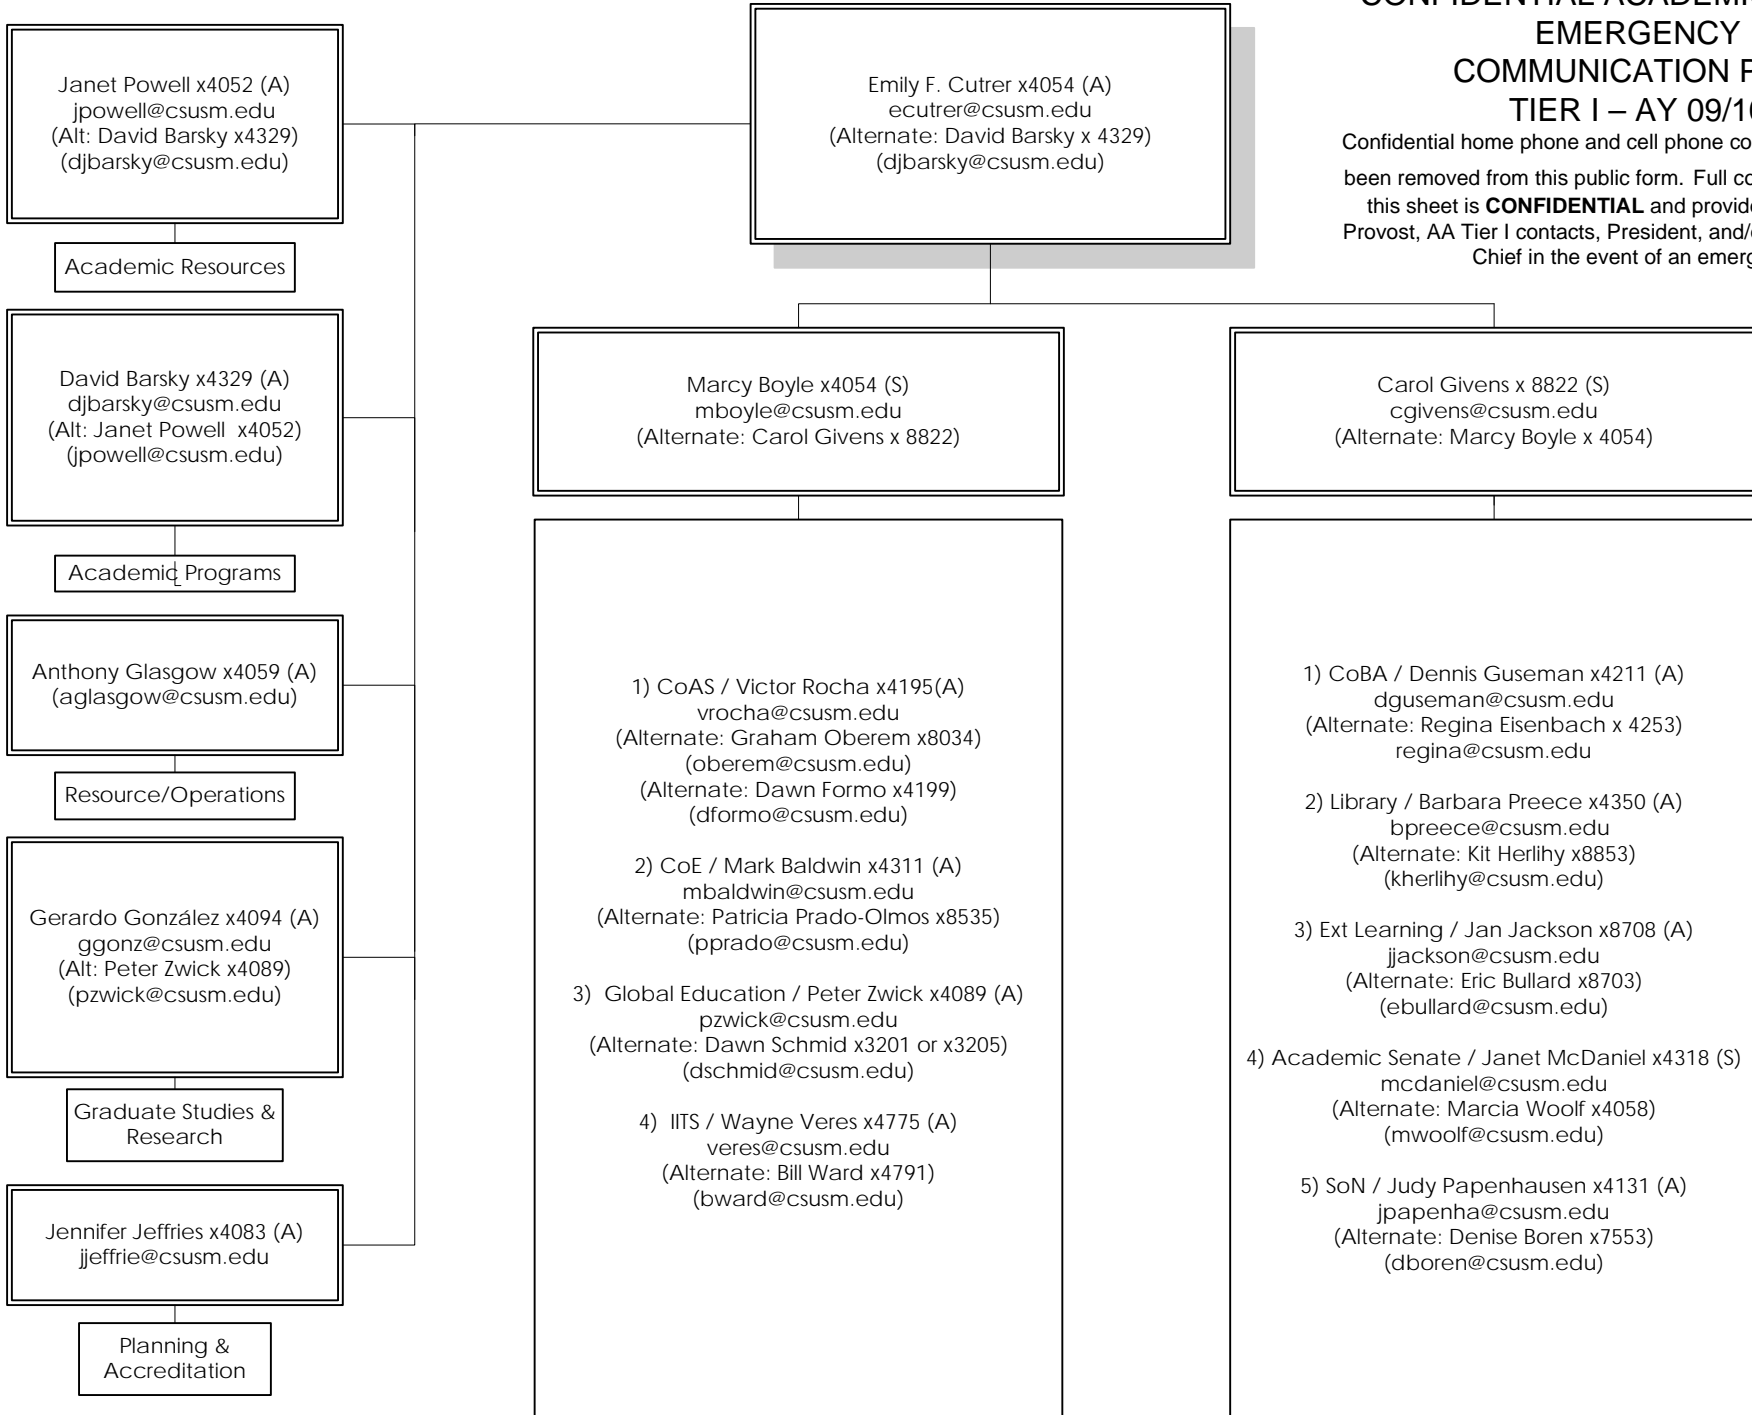 CONFIDENTIAL
EMERGENCY
COMMUNICATION
TIER I – AY
Confidential home phone and cell phone
been removed from this public form. Full
this sheet is CONFIDENTIAL and
Provost, AA Tier I contacts, President,
Chief in the event of an
Emily F. Cutrer x4054 (A)
ecutrer@csusm.edu
(Alternate: David Barsky x 4329)
(djbarsky@csusm.edu)
Janet Powell x4052 (A)
jpowell@csusm.edu
(Alt: David Barsky x4329)
(djbarsky@csusm.edu)
Academic Resources
David Barsky x4329 (A)
djbarsky@csusm.edu
(Alt: Janet Powell x4052)
(jpowell@csusm.edu)
Academic Programs
Anthony Glasgow x4059 (A)
(aglasgow@csusm.edu)
Resource/Operations
Gerardo González x4094 (A)
ggonz@csusm.edu
(Alt: Peter Zwick x4089)
(pzwick@csusm.edu)
Graduate Studies &
Research
Jennifer Jeffries x4083 (A)
jjeffrie@csusm.edu
Planning &
Accreditation
Marcy Boyle x4054 (S)
mboyle@csusm.edu
(Alternate: Carol Givens x 8822)
1) CoAS / Victor Rocha x4195(A)
vrocha@csusm.edu
(Alternate: Graham Oberem x8034)
(oberem@csusm.edu)
(Alternate: Dawn Formo x4199)
(dformo@csusm.edu)
2) CoE / Mark Baldwin x4311 (A)
mbaldwin@csusm.edu
(Alternate: Patricia Prado-Olmos x8535)
(pprado@csusm.edu)
3) Global Education / Peter Zwick x4089 (A)
pzwick@csusm.edu
(Alternate: Dawn Schmid x3201 or x3205)
(dschmid@csusm.edu)
4) IITS / Wayne Veres x4775 (A)
veres@csusm.edu
(Alternate: Bill Ward x4791)
(bward@csusm.edu)
Carol Givens x 8822 (S)
cgivens@csusm.edu
(Alternate: Marcy Boyle x 4054)
1) CoBA / Dennis Guseman x4211 (A)
dguseman@csusm.edu
(Alternate: Regina Eisenbach x 4253)
regina@csusm.edu
2) Library / Barbara Preece x4350 (A)
bpreece@csusm.edu
(Alternate: Kit Herlihy x8853)
(kherlihy@csusm.edu)
3) Ext Learning / Jan Jackson x8708 (A)
jjackson@csusm.edu
(Alternate: Eric Bullard x8703)
(ebullard@csusm.edu)
4) Academic Senate / Janet McDaniel x4318 (S)
mcdaniel@csusm.edu
(Alternate: Marcia Woolf x4058)
(mwoolf@csusm.edu)
5) SoN / Judy Papenhausen x4131 (A)
jpapenha@csusm.edu
(Alternate: Denise Boren x7553)
(dboren@csusm.edu)